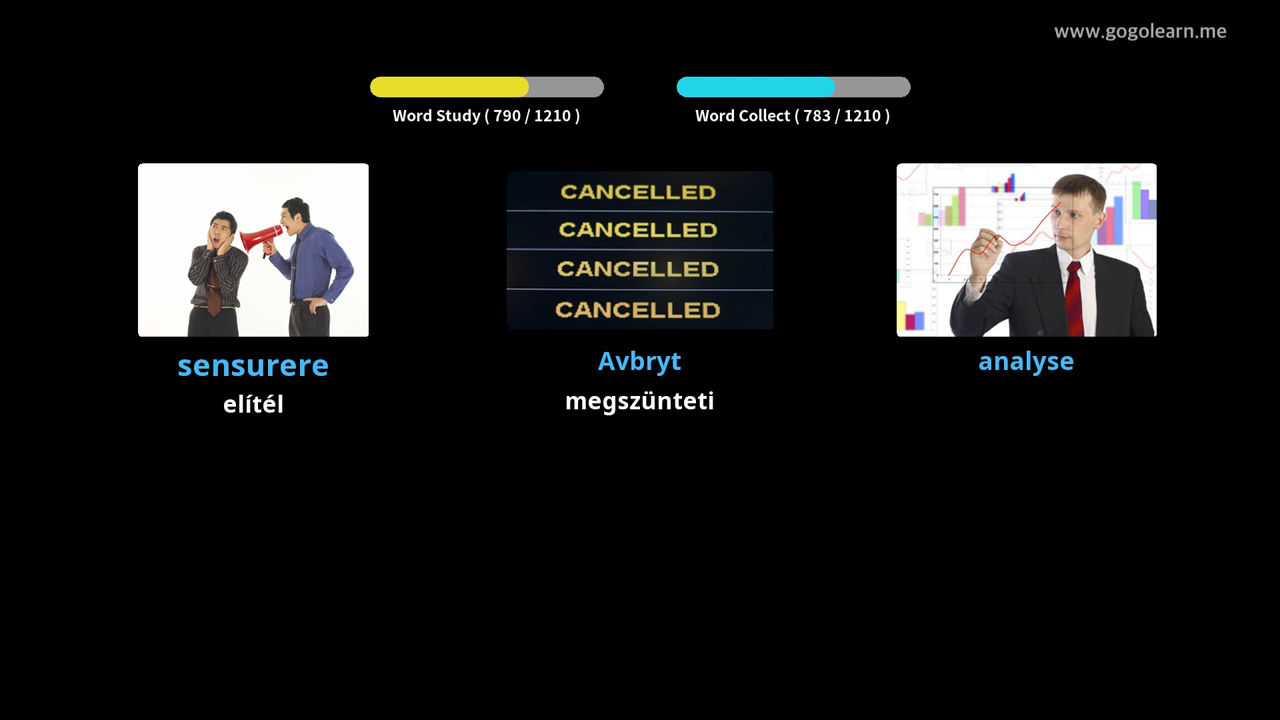 www.gogolearn.me
Word Study ( 790 / 1210 )
Word Collect ( 783 / 1210 )
CANCELLED
CANCELLED
CANCELLED
CANCELLED
sensurere
Avbryt
analyse
elítél
megszünteti